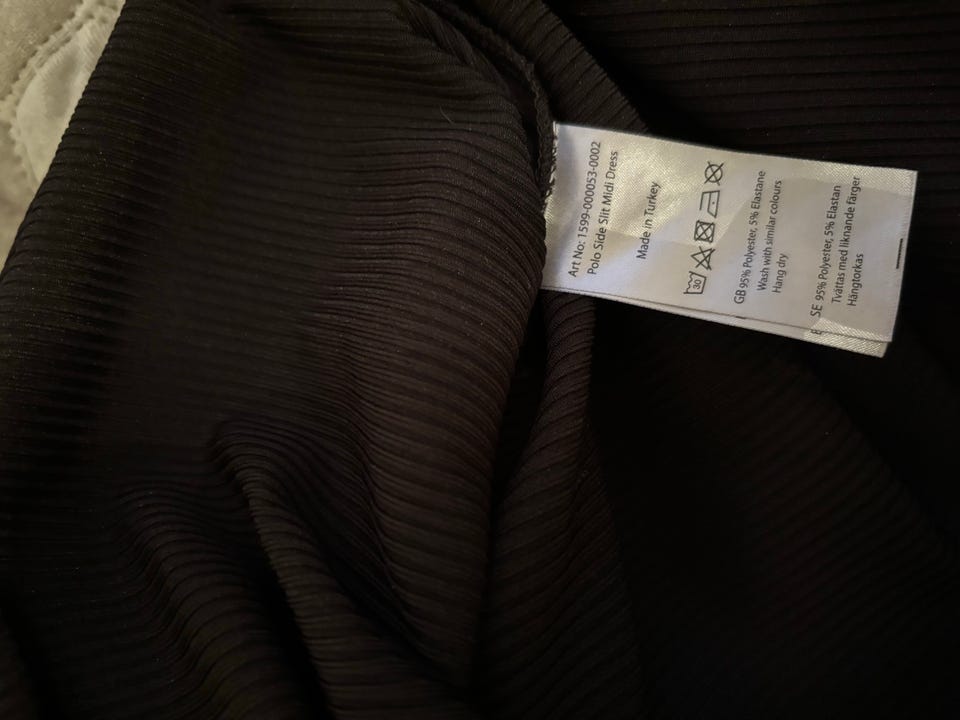 Art No: 1599-000053-0002
Polo Side Slit Midi Dress
Made in Turkey
30
GB 95% Polyester, 5% Elastane
Wash with similar colours
Hang dry
SE 95% Polyester, 5% Elastan
Tvättas med liknande färger
Hängtorkas